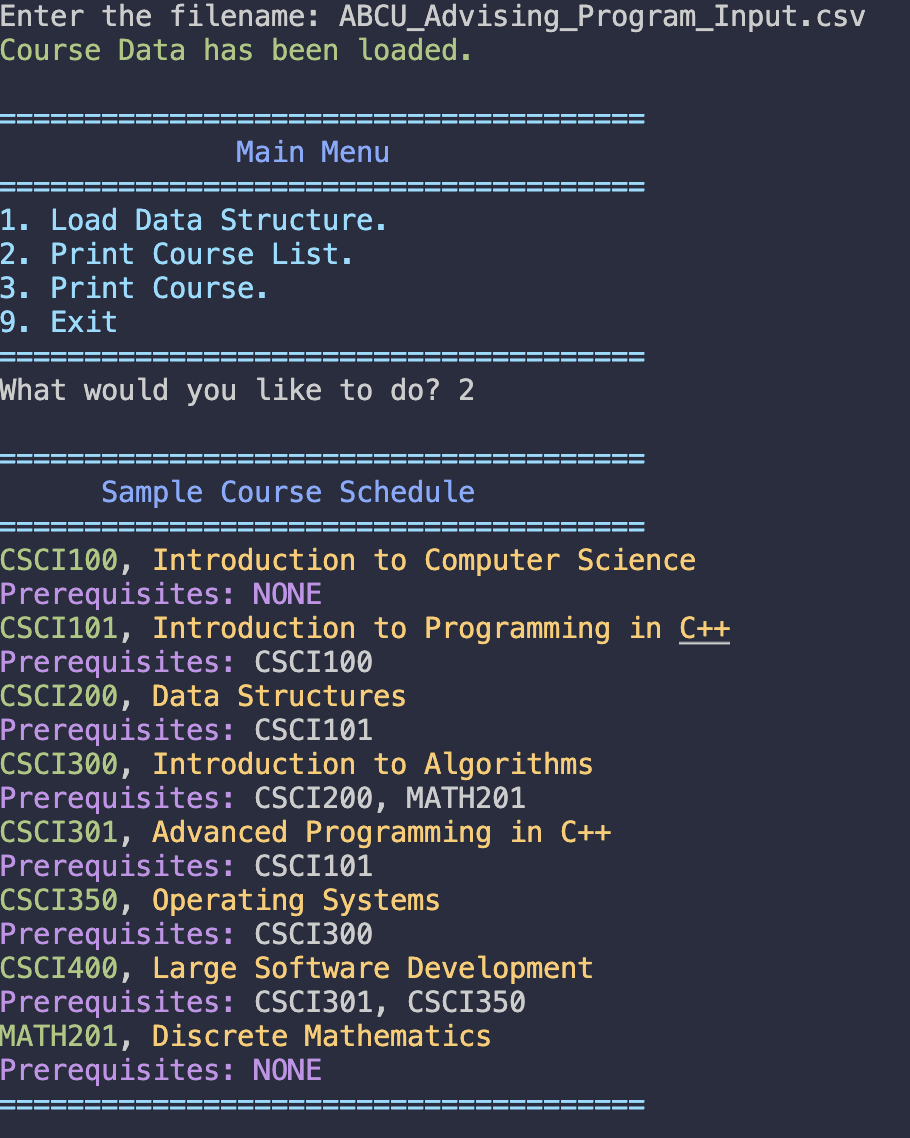 Enter the filename: ABCU_Advising_Program_Input.csv
Course Data has been loaded.
======================================
Main Menu
======================================
1. Load Data Structure.
2. Print Course List.
3. Print Course.
9. Exit
======================================
What would you like to do? 2
======================================
Sample Course Schedule
======================================
CSCI100, Introduction to Computer Science
Prerequisites: NONE
CSCI101, Introduction to Programming in C++
Prerequisites: CSCI100
CSCI200, Data Structures
Prerequisites: CSCI101
CSCI300, Introduction to Algorithms
Prerequisites: CSCI200, MATH201
CSCI301, Advanced Programming in C++
Prerequisites: CSCI101
CSCI350, Operating Systems
Prerequisites: CSCI300
CSCI400, Large Software Development
Prerequisites: CSCI301, CSCI350
MATH201, Discrete Mathematics
Prerequisites: NONE
======================================